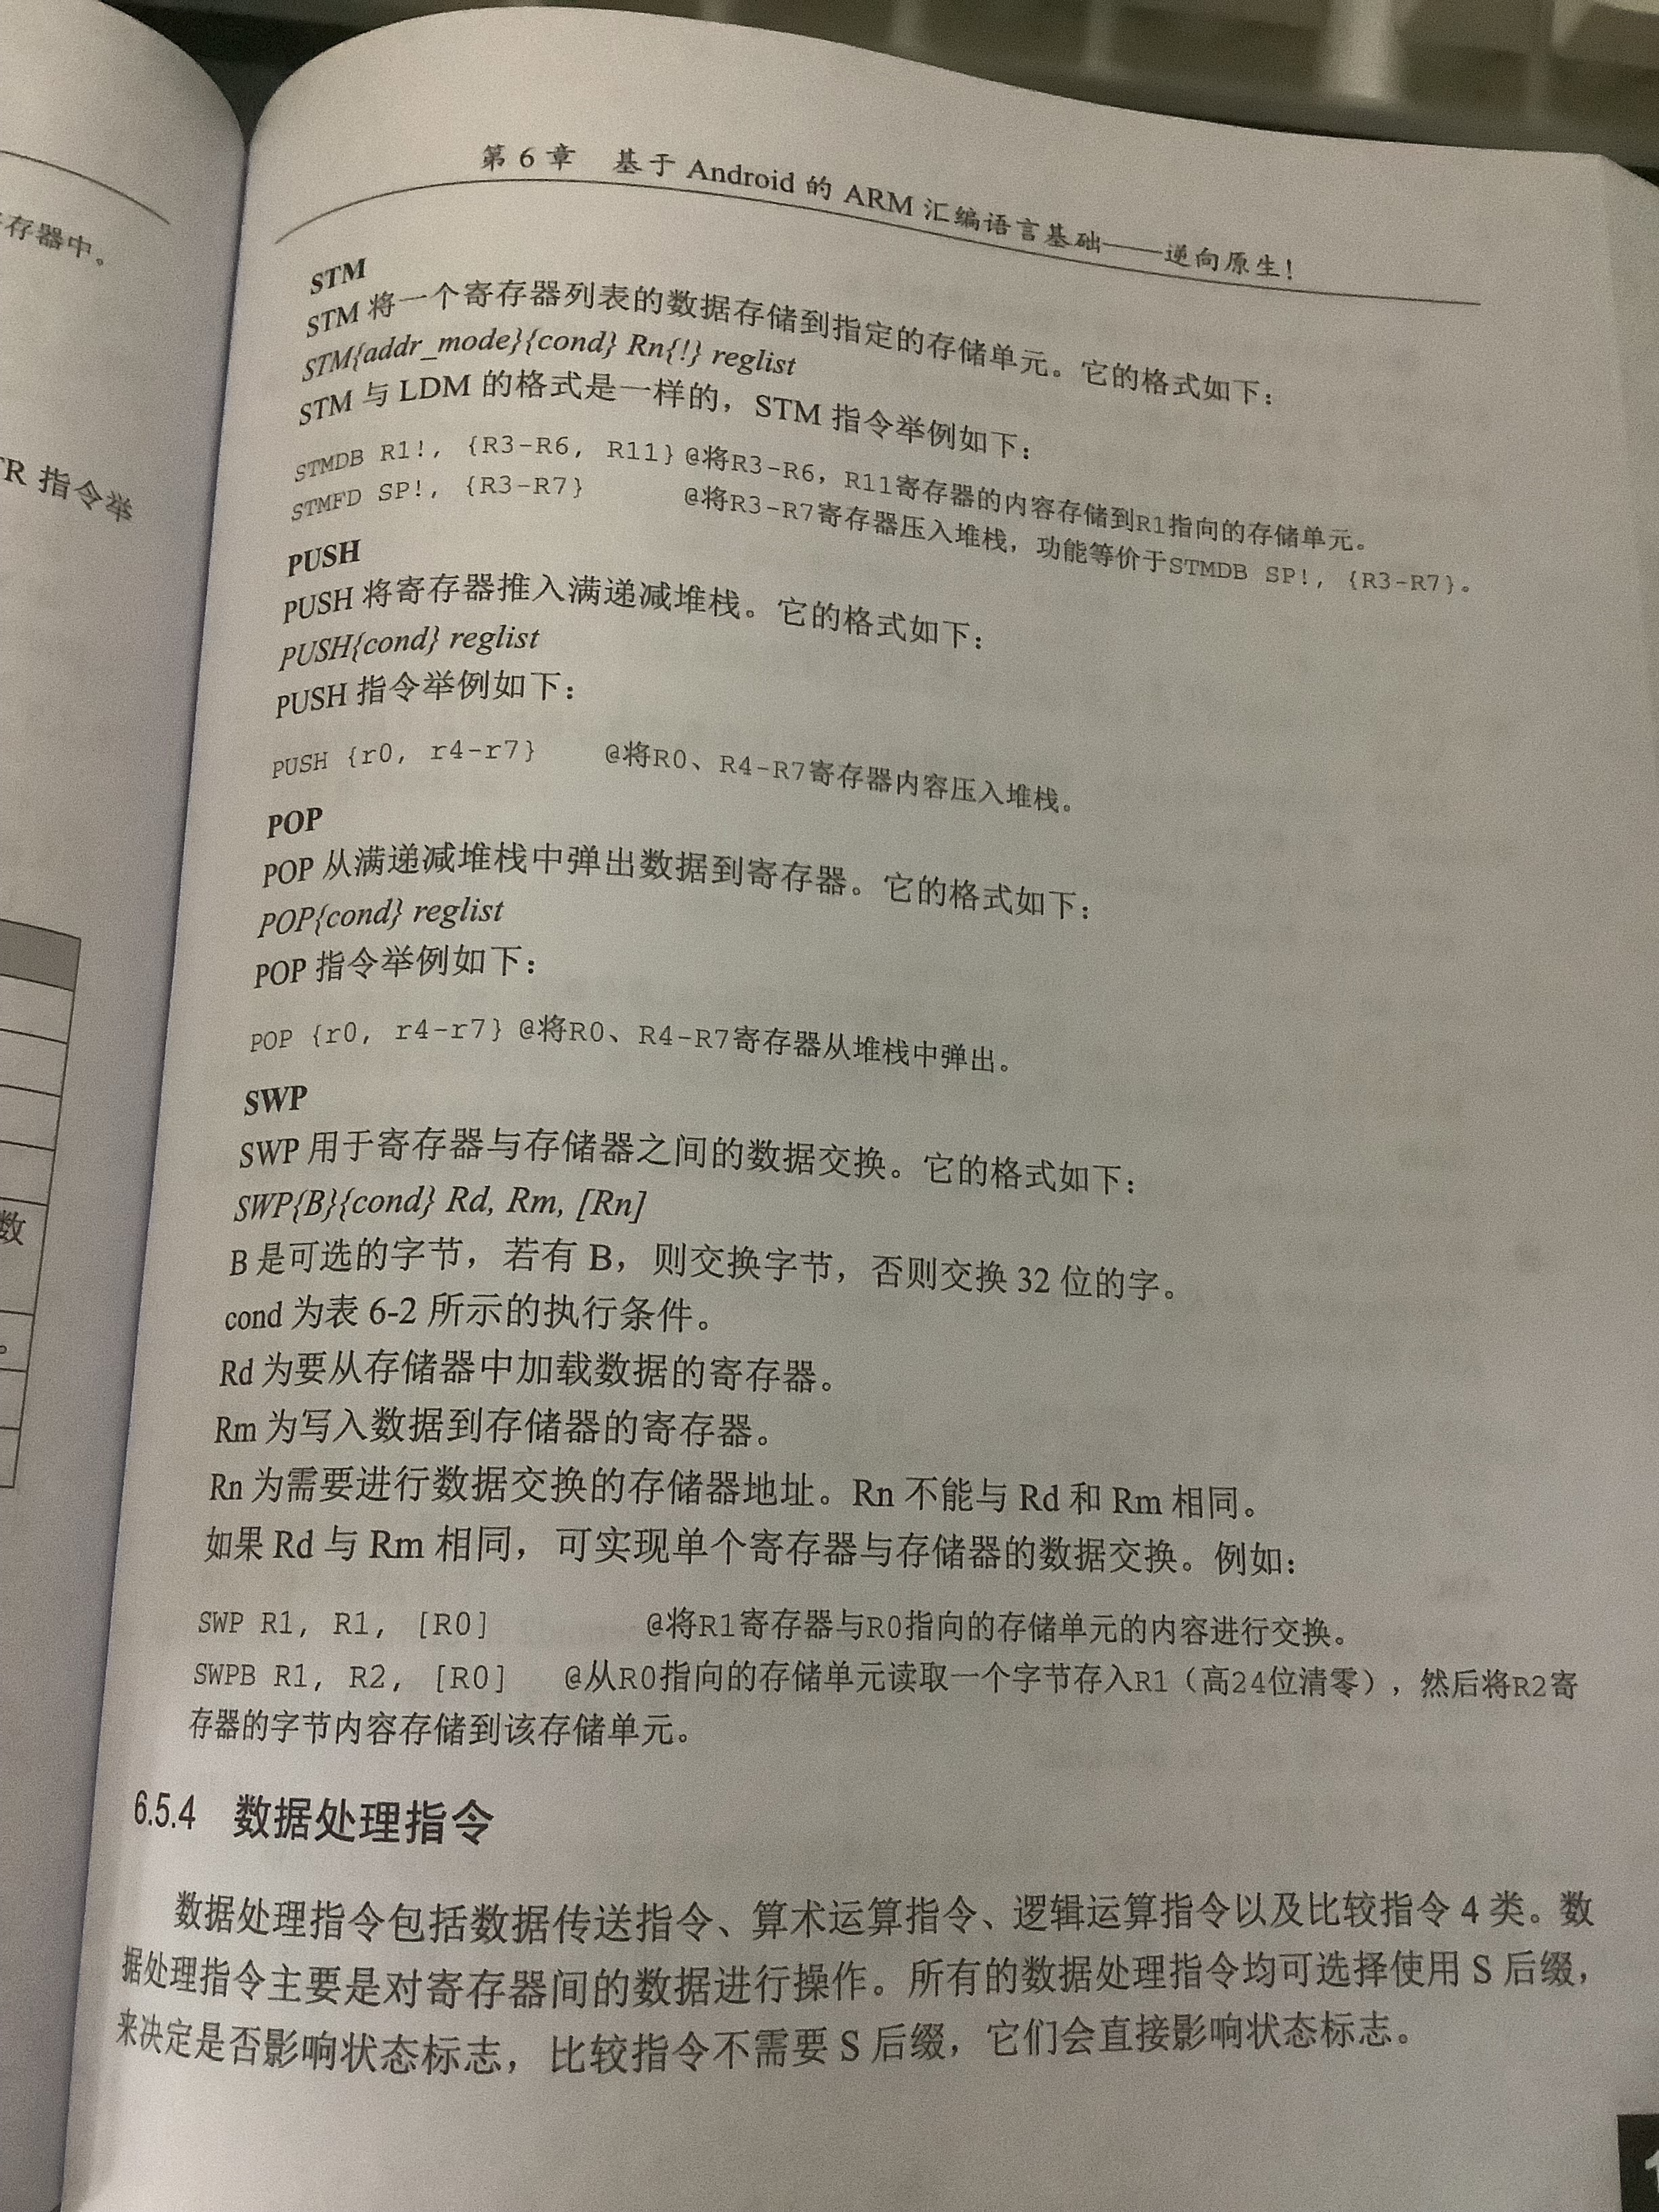 存器中。
TR 指令举
数
。
第 6 章 基于 Android 的 ARM 汇编语言基础——逆向原生！
STM
STM 将一个寄存器列表的数据存储到指定的存储单元。它的格式如下：
STM{addr_mode}{cond} Rn{!} reglist
STM 与 LDM 的格式是一样的，STM 指令举例如下：
STMDB R1!, {R3-R6, R11} @将R3-R6，R11寄存器的内容存储到R1指向的存储单元。
STMFD SP!, {R3-R7} @将R3-R7寄存器压入堆栈，功能等价于STMDB SP!, {R3-R7}。
PUSH
PUSH 将寄存器推入满递减堆栈。它的格式如下：
PUSH{cond} reglist
PUSH 指令举例如下：
PUSH {r0, r4-r7} @将R0、R4-R7寄存器内容压入堆栈。
POP
POP 从满递减堆栈中弹出数据到寄存器。它的格式如下：
POP{cond} reglist
POP 指令举例如下：
POP {r0, r4-r7} @将R0、R4-R7寄存器从堆栈中弹出。
SWP
SWP 用于寄存器与存储器之间的数据交换。它的格式如下：
SWP{B}{cond} Rd, Rm, [Rn]
B 是可选的字节，若有 B，则交换字节，否则交换 32 位的字。
cond 为表 6-2 所示的执行条件。
Rd 为要从存储器中加载数据的寄存器。
Rm 为写入数据到存储器的寄存器。
Rn 为需要进行数据交换的存储器地址。Rn 不能与 Rd 和 Rm 相同。
如果 Rd 与 Rm 相同，可实现单个寄存器与存储器的数据交换。例如：
SWP R1, R1, [R0] @将R1寄存器与R0指向的存储单元的内容进行交换。
SWPB R1, R2, [R0] @从R0指向的存储单元读取一个字节存入R1（高24位清零），然后将R2寄
存器的字节内容存储到该存储单元。
6.5.4 数据处理指令
数据处理指令包括数据传送指令、算术运算指令、逻辑运算指令以及比较指令 4 类。数
据处理指令主要是对寄存器间的数据进行操作。所有的数据处理指令均可选择使用 S 后缀，
来决定是否影响状态标志，比较指令不需要 S 后缀，它们会直接影响状态标志。